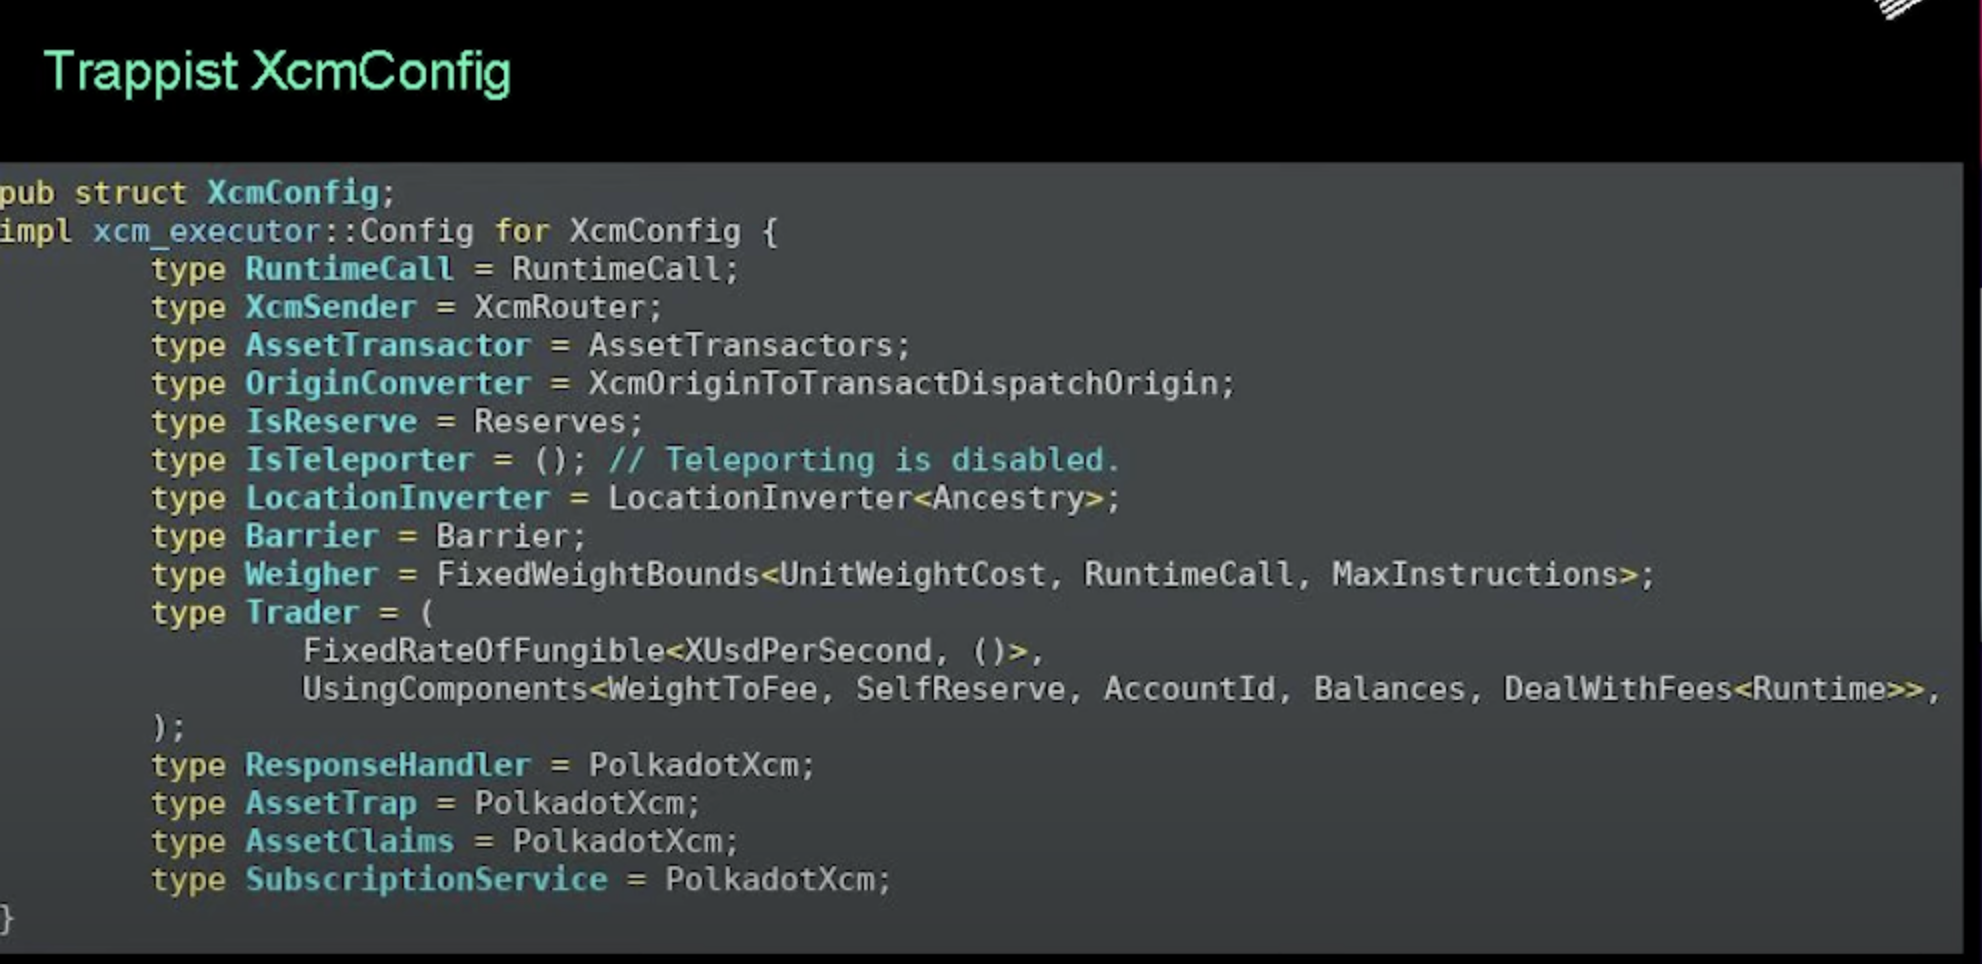 Trappist XcmConfig
pub struct XcmConfig;
impl xcm_executor::Config for XcmConfig {
type RuntimeCall = RuntimeCall;
type XcmSender = XcmRouter;
type AssetTransactor = AssetTransactors;
type OriginConverter = XcmOriginToTransactDispatchOrigin;
type IsReserve = Reserves;
type IsTeleporter = (); // Teleporting is disabled.
type LocationInverter = LocationInverter<Ancestry>;
type Barrier = Barrier;
type Weigher = FixedWeightBounds<UnitWeightCost, RuntimeCall, MaxInstructions>;
type Trader = (
FixedRateOfFungible<XUsdPerSecond, ()>,
UsingComponents<WeightToFee, SelfReserve, AccountId, Balances, DealWithFees<Runtime>>,
);
type ResponseHandler = PolkadotXcm;
type AssetTrap = PolkadotXcm;
type AssetClaims = PolkadotXcm;
type SubscriptionService = PolkadotXcm;
}